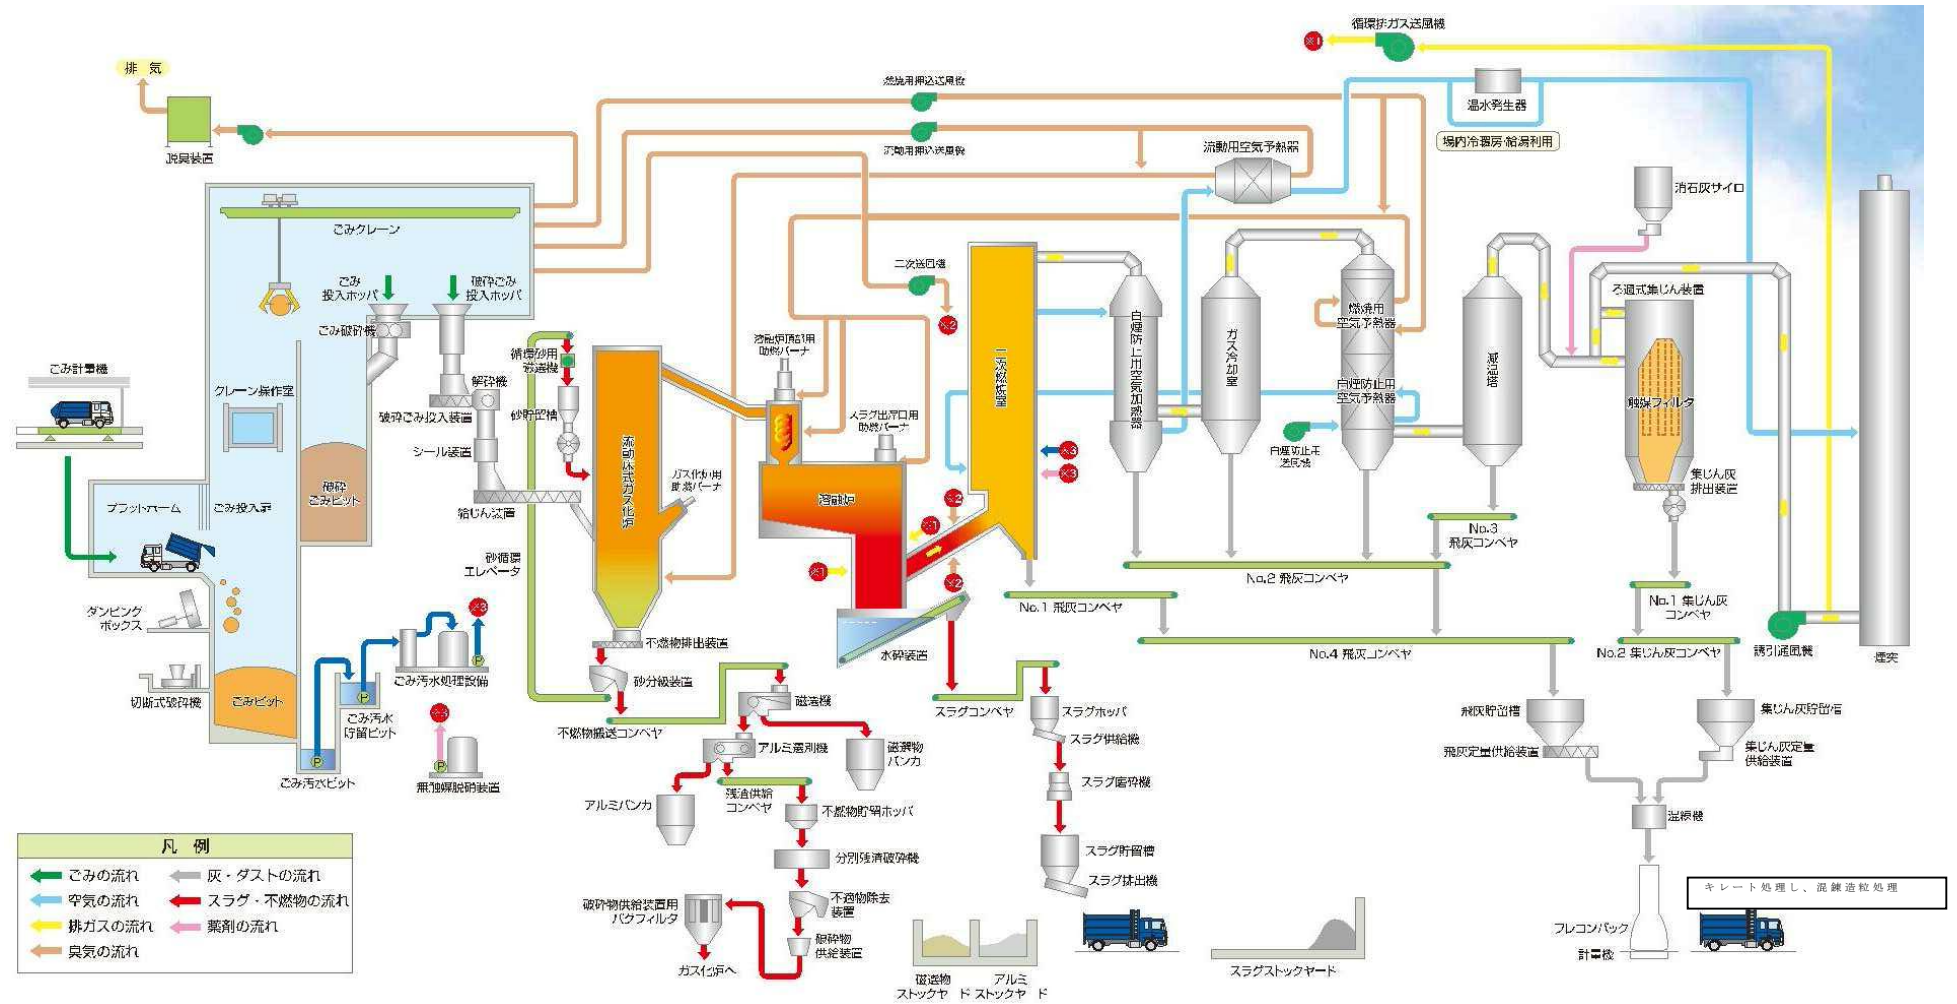 排 気
脱臭装置
ごみクレーン
ごみ
投入ホッパ
破砕ごみ
投入ホッパ
ごみ破砕機
ごみ計量機
クレーン操作室
解砕機
破砕ごみ投入装置
シール装置
給じん装置
破砕
ごみピット
プラットホーム
ごみ投入扉
ダンピング
ボックス
切断式破砕機
ごみピット
ごみ汚水ピット
ごみ汚水
貯留ピット
ごみ汚水処理設備
無触媒脱硝装置
※3
※3
P
P
P
P
燃焼用押込送風機
流動用押込送風機
二次送風機
※2
循環砂用
砂貯留槽
砂循環
エレベータ
流動床式ガス化炉
ガス化炉用
助燃バーナ
溶融炉頂部用
助燃バーナ
スラグ出滓口用
助燃バーナ
溶融炉
※1
※1
※2
※2
二次燃焼室
※3
※3
水砕装置
不燃物排出装置
砂分級装置
不燃物搬送コンベヤ
磁選機
アルミ選別機
磁選物
バンカ
アルミバンカ
残渣供給
コンベヤ
不燃物貯留ホッパ
分別残渣破砕機
不適物除去
装置
破砕物
供給装置
破砕物供給装置用
バグフィルタ
ガス化炉へ
スラグコンベヤ
スラグホッパ
スラグ供給機
スラグ磨砕機
スラグ貯留槽
スラグ排出機
磁選物
ストックヤード
アルミ
ストックヤード
スラグストックヤード
流動用空気予熱器
※1
循環排ガス送風機
温水発生器
場内冷暖房・給湯利用
白煙防止用空気加熱器
ガス冷却室
燃焼用
空気予熱器
白煙防止用
空気予熱器
白煙防止用
送風機
減温塔
消石灰サイロ
ろ過式集じん装置
触媒フィルタ
集じん灰
排出装置
煙突
誘引通風機
No.1 飛灰コンベヤ
No.2 飛灰コンベヤ
No.3
飛灰コンベヤ
No.4 飛灰コンベヤ
No.1 集じん灰
コンベヤ
No.2 集じん灰コンベヤ
飛灰貯留槽
飛灰定量供給装置
集じん灰貯留槽
集じん灰定量
供給装置
混練機
フレコンバック
計量機
キレート処理し、混錬造粒処理
凡 例
ごみの流れ
空気の流れ
排ガスの流れ
臭気の流れ
灰・ダストの流れ
スラグ・不燃物の流れ
薬剤の流れ